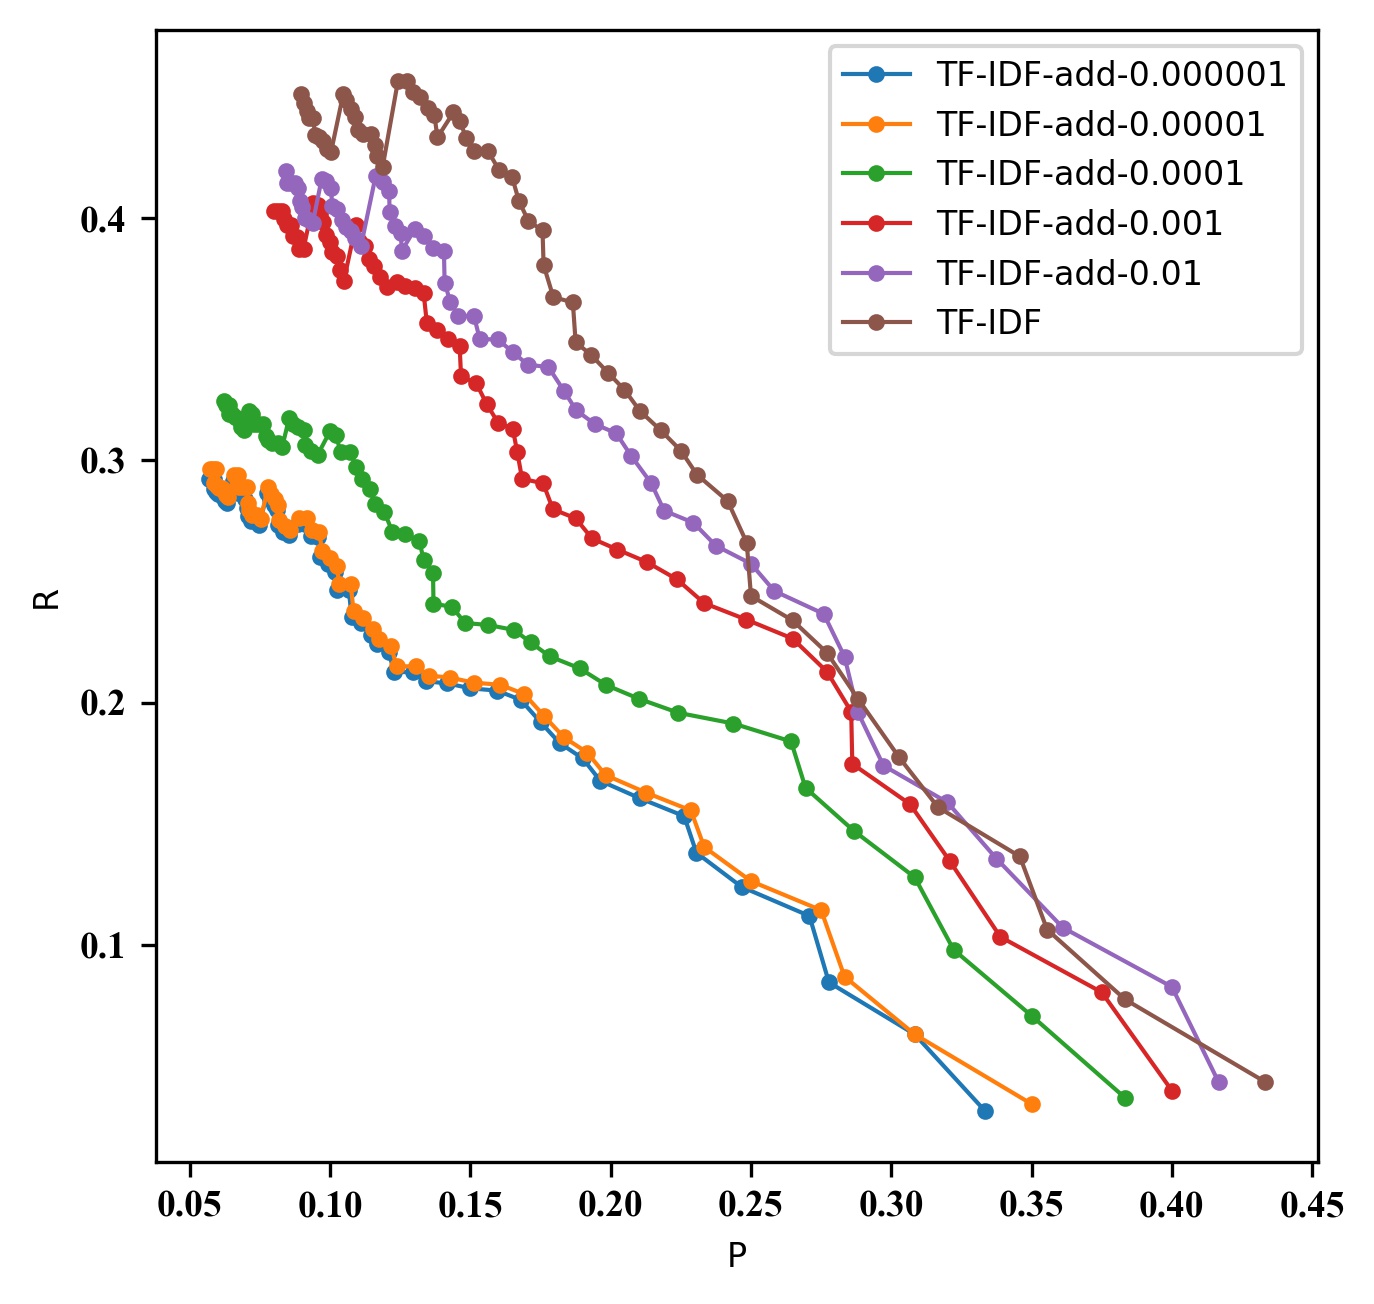 TF-IDF-add-0.000001
TF-IDF-add-0.00001
TF-IDF-add-0.0001
TF-IDF-add-0.001
TF-IDF-add-0.01
TF-IDF
0.4
0.3
0.2
0.1
R
0.05 0.10 0.15 0.20 0.25 0.30 0.35 0.40 0.45
P